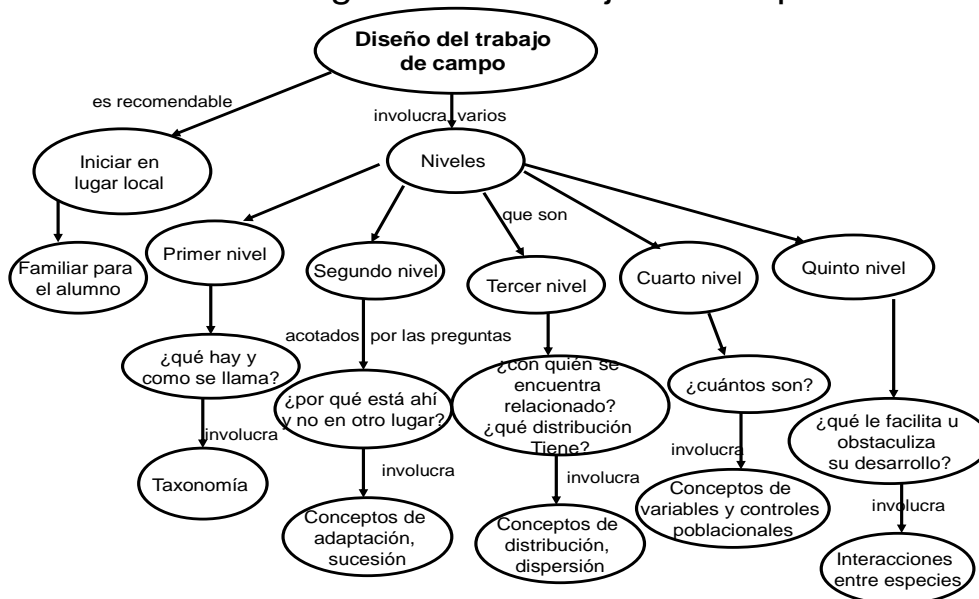 Diseño del trabajo
de campo
es recomendable
involucra varios
Iniciar en
lugar local
Niveles
que son
Familiar para
el alumno
Primer nivel
Segundo nivel
Tercer nivel
Cuarto nivel
Quinto nivel
acotados por las preguntas
¿qué hay y
como se llama?
¿por qué está ahí
y no en otro lugar?
¿con quién se
encuentra
relacionado?
¿qué distribución
Tiene?
¿cuántos son?
¿qué le facilita u
obstaculiza
su desarrollo?
involucra
involucra
involucra
involucra
involucra
Taxonomía
Conceptos de
adaptación,
sucesión
Conceptos de
distribución,
dispersión
Conceptos de
variables y controles
poblacionales
Interacciones
entre especies